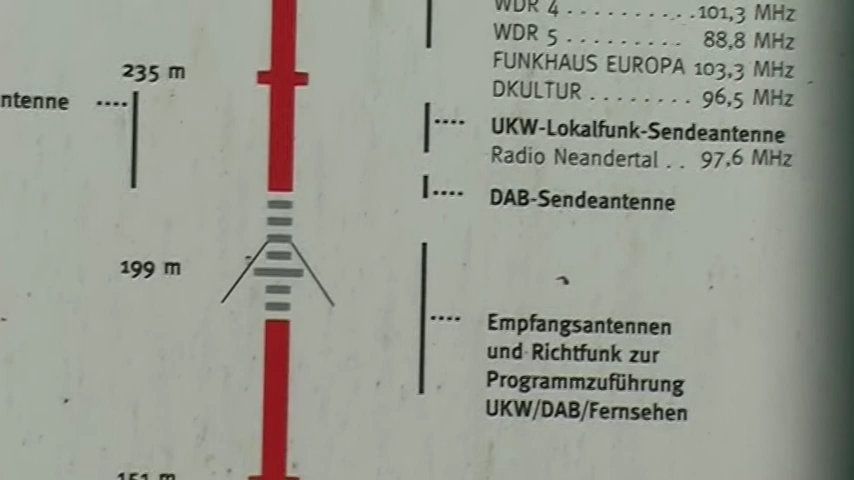 WDR 4 . . . . . . . . . . . 101,3 MHz
WDR 5 . . . . . . . . . 88,8 MHz
235 m
FUNKHAUS EUROPA 103,3 MHz
DKULTUR . . . . . . . . 96,5 MHz
ntenne
UKW-Lokalfunk-Sendeantenne
Radio Neandertal . . 97,6 MHz
DAB-Sendeantenne
199 m
Empfangsantennen
und Richtfunk zur
Programmzuführung
UKW/DAB/Fernsehen
151 m